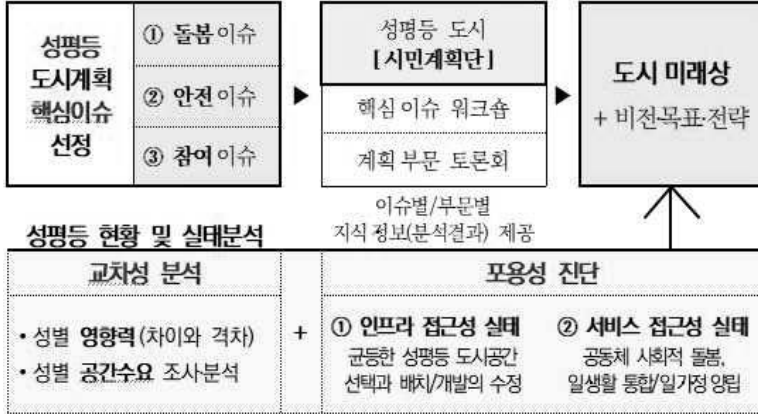 성평등
도시계획
핵심이슈
선정
① 돌봄이슈
② 안전이슈
③ 참여이슈
▶
성평등 도시
[시민계획단]
핵심 이슈 워크숍
계획 부문 토론회
이슈별/부문별
지식 정보(분석결과) 제공
▶
도시 미래상
+ 비전·목표·전략
성평등 현황 및 실태분석
교차성 분석
• 성별 영향력(차이와 격차)
• 성별 공간수요 조사분석
+
포용성 진단
① 인프라 접근성 실태
균등한 성평등 도시공간
선택과 배치/개발의 수정
② 서비스 접근성 실태
공동체 사회적 돌봄,
일생활 통합/일가정 양립